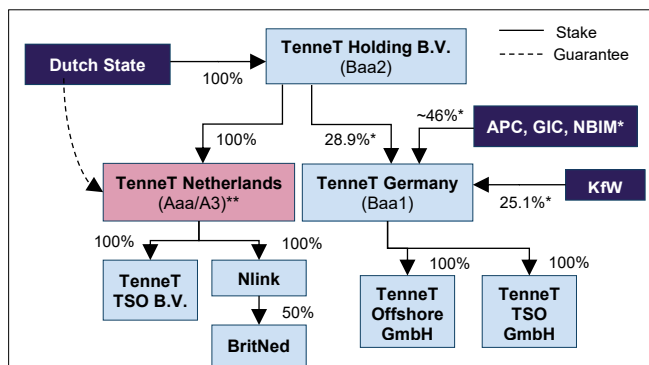 TenneT Holding B.V.
(Baa2)
Stake
Guarantee
Dutch State
100%
100%
28.9%*
~46%*
APC, GIC, NBIM*
TenneT Netherlands
(Aaa/A3)**
TenneT Germany
(Baa1)
25.1%*
KfW
100%
100%
100%
100%
TenneT
TSO B.V.
Nlink
TenneT
Offshore
GmbH
TenneT
TSO
GmbH
50%
BritNed